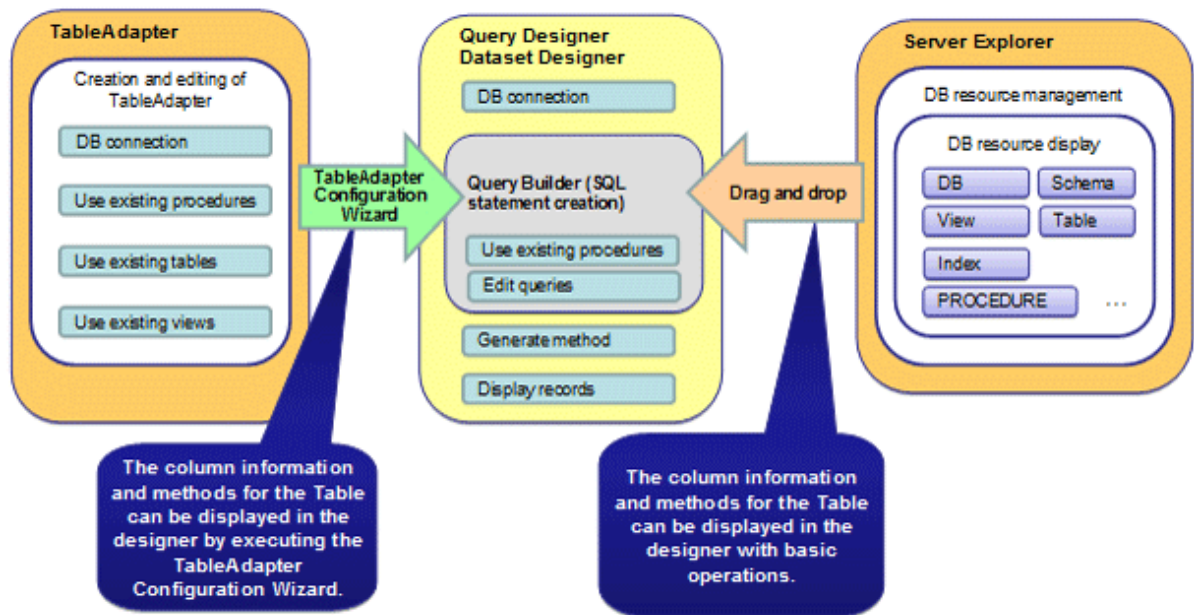 TableAdapter
Creation and editing of
TableAdapter
DB connection
Use existing procedures
Use existing tables
Use existing views
TableAdapter
Configuration
Wizard
Query Designer
Dataset Designer
DB connection
Query Builder (SQL
statement creation)
Use existing procedures
Edit queries
Generate method
Display records
Drag and drop
Server Explorer
DB resource management
DB resource display
DB
Schema
View
Table
Index
PROCEDURE
...
The column information
and methods for the Table
can be displayed in the
designer by executing the
TableAdapter
Configuration Wizard.
The column information
and methods for the Table
can be displayed in the
designer with basic
operations.